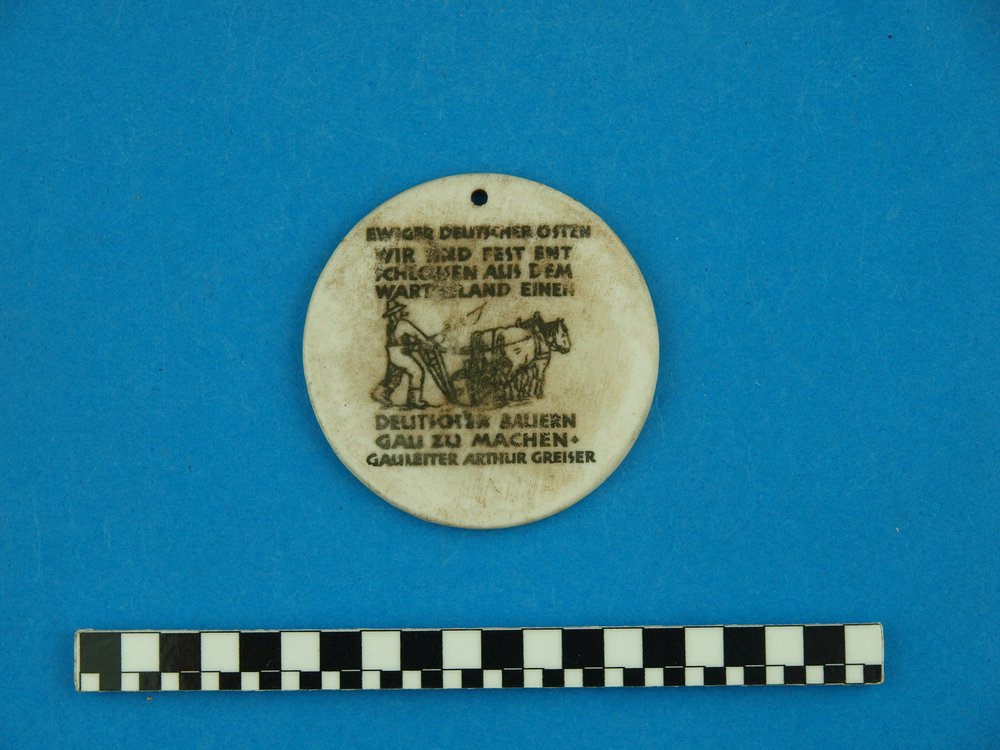 EWIGER DEUTSCHER OSTEN
WIR SIND FEST ENT
SCHLOSSEN AUS DEM
WARTHELAND EINEN
DEUTSCHEN BAUERN
GAU ZU MACHEN
GAULEITER ARTHUR GREISER